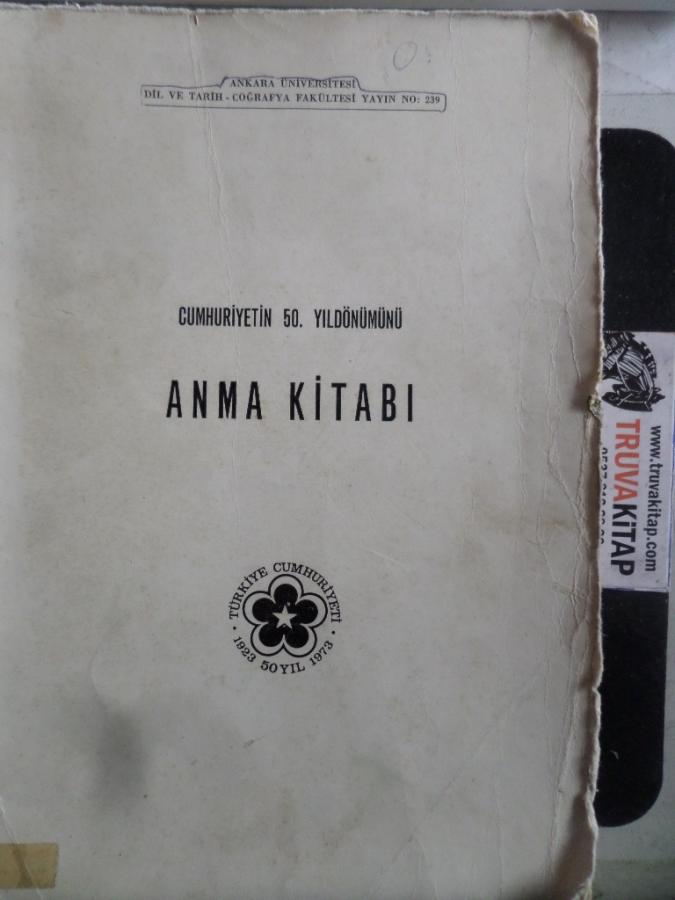 ANKARA ÜNİVERSİTESİ
DİL VE TARİH - COĞRAFYA FAKÜLTESİ YAYIN NO: 239
CUMHURİYETİN 50. YILDÖNÜMÜNÜ
ANMA KİTABI
TÜRKİYE CUMHURİYETİ
1923 50 YIL 1973
www.truvakitap.com
TRUVAKİTAP